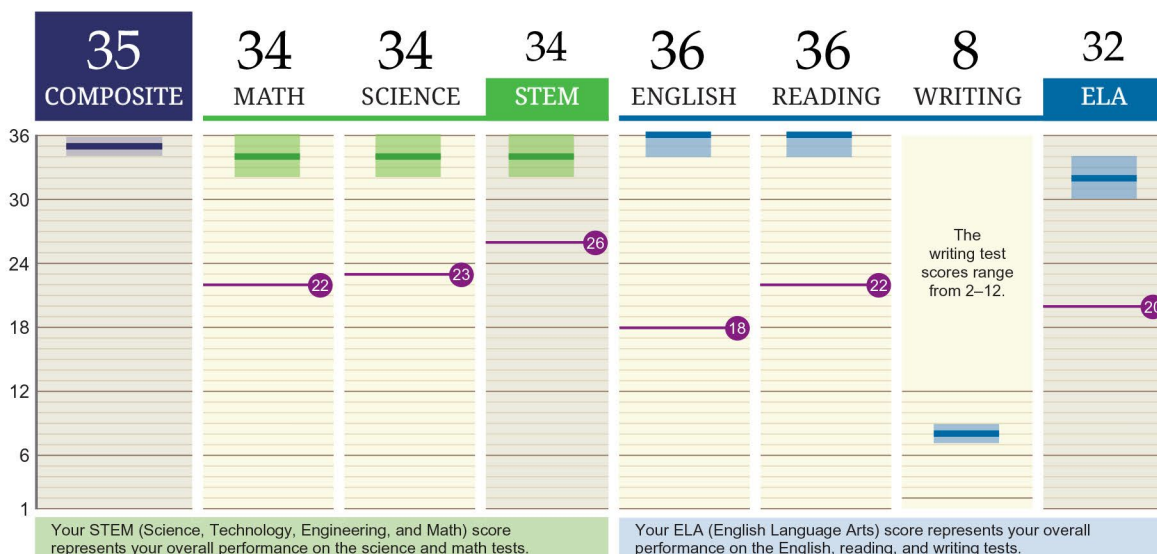 35 34 34 34 36 36 8 32
COMPOSITE MATH SCIENCE STEM ENGLISH READING WRITING ELA
36
30
24
18
12
6
1
22
23
26
18
22
The
writing test
scores range
from 2–12.
20
Your STEM (Science, Technology, Engineering, and Math) score
represents your overall performance on the science and math tests.
Your ELA (English Language Arts) score represents your overall
performance on the English, reading, and writing tests.